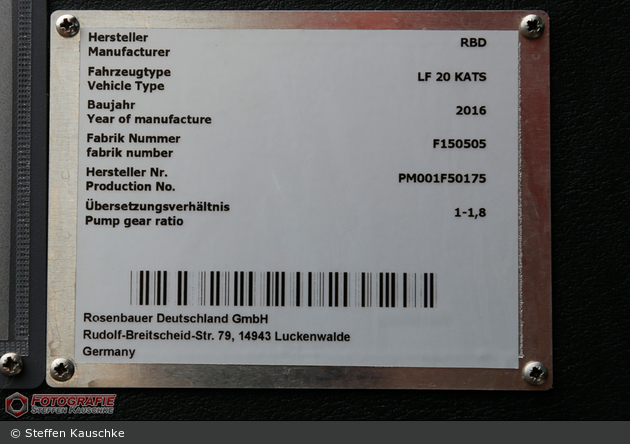 Hersteller
Manufacturer
RBD
Fahrzeugtype
Vehicle Type
LF 20 KATS
Baujahr
Year of manufacture
2016
Fabrik Nummer
fabrik number
F150505
Hersteller Nr.
Production No.
PM001F50175
Übersetzungsverhältnis
Pump gear ratio
1-1,8
Rosenbauer Deutschland GmbH
Rudolf-Breitscheid-Str. 79, 14943 Luckenwalde
Germany
FOTOGRAFIE
STEFFEN KAUSCHKE
© Steffen Kauschke